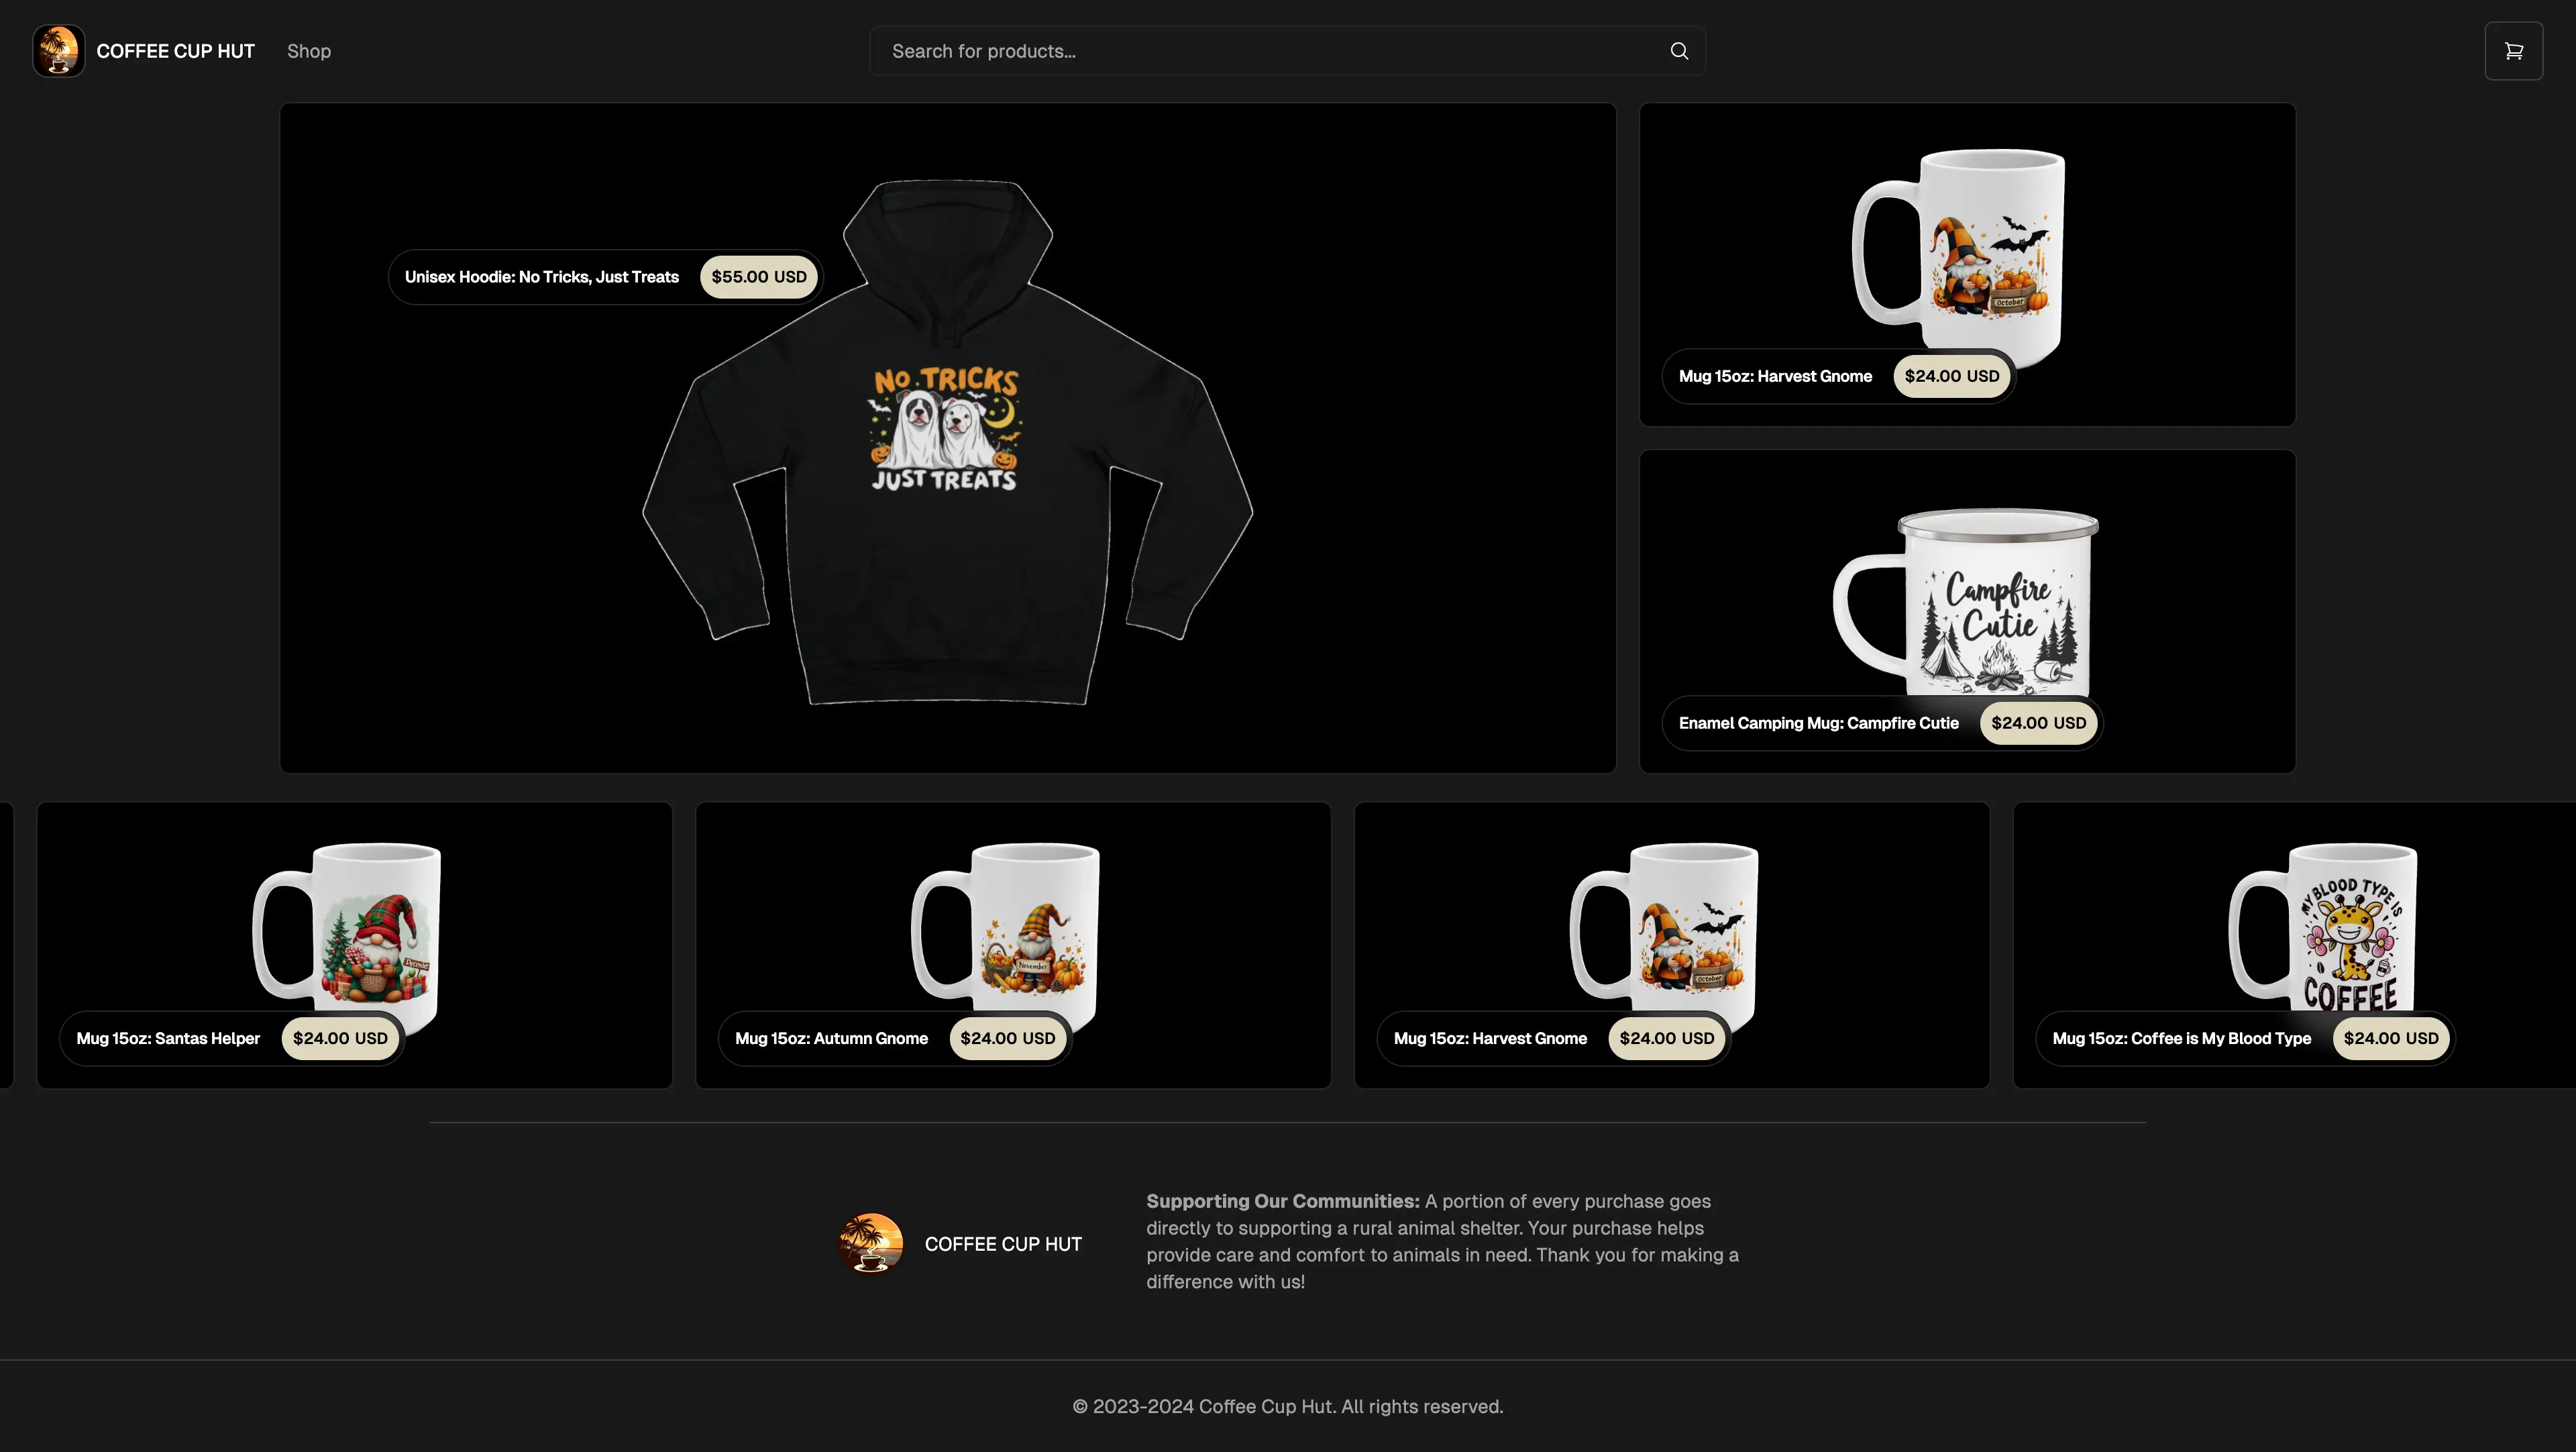 COFFEE CUP HUT
Shop
Search for products...
Unisex Hoodie: No Tricks, Just Treats
$55.00 USD
NO TRICKS
JUST TREATS
October
Mug 15oz: Harvest Gnome
$24.00 USD
Campfire
Cutie
Enamel Camping Mug: Campfire Cutie
$24.00 USD
December
Mug 15oz: Santas Helper
$24.00 USD
November
Mug 15oz: Autumn Gnome
$24.00 USD
October
Mug 15oz: Harvest Gnome
$24.00 USD
MY BLOOD TYPE IS
COFFEE
Mug 15oz: Coffee is My Blood Type
$24.00 USD
COFFEE CUP HUT
Supporting Our Communities: A portion of every purchase goes
directly to supporting a rural animal shelter. Your purchase helps
provide care and comfort to animals in need. Thank you for making a
difference with us!
© 2023-2024 Coffee Cup Hut. All rights reserved.